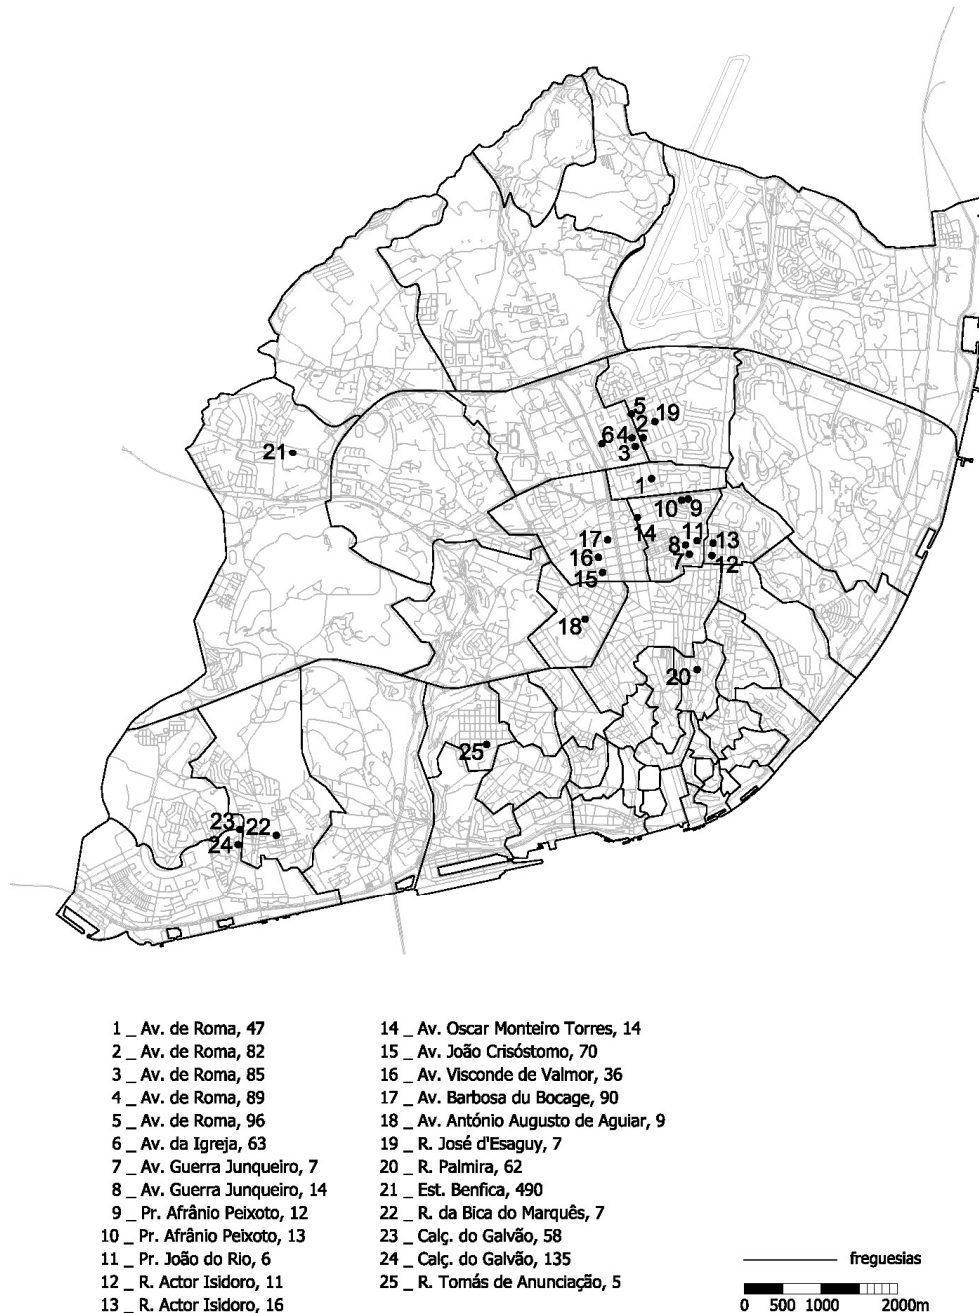 5
19
2
4
6
3
21
1
10
9
14
11
8
13
17
7
12
16
15
18
20
25
23
22
24
1 _ Av. de Roma, 47
2 _ Av. de Roma, 82
3 _ Av. de Roma, 85
4 _ Av. de Roma, 89
5 _ Av. de Roma, 96
6 _ Av. da Igreja, 63
7 _ Av. Guerra Junqueiro, 7
8 _ Av. Guerra Junqueiro, 14
9 _ Pr. Afrânio Peixoto, 12
10 _ Pr. Afrânio Peixoto, 13
11 _ Pr. João do Rio, 6
12 _ R. Actor Isidoro, 11
13 _ R. Actor Isidoro, 16
14 _ Av. Oscar Monteiro Torres, 14
15 _ Av. João Crisóstomo, 70
16 _ Av. Visconde de Valmor, 36
17 _ Av. Barbosa du Bocage, 90
18 _ Av. António Augusto de Aguiar, 9
19 _ R. José d'Esaguy, 7
20 _ R. Palmira, 62
21 _ Est. Benfica, 490
22 _ R. da Bica do Marquês, 7
23 _ Calç. do Galvão, 58
24 _ Calç. do Galvão, 135
25 _ R. Tomás de Anunciação, 5
freguesias
0 500 1000 2000m